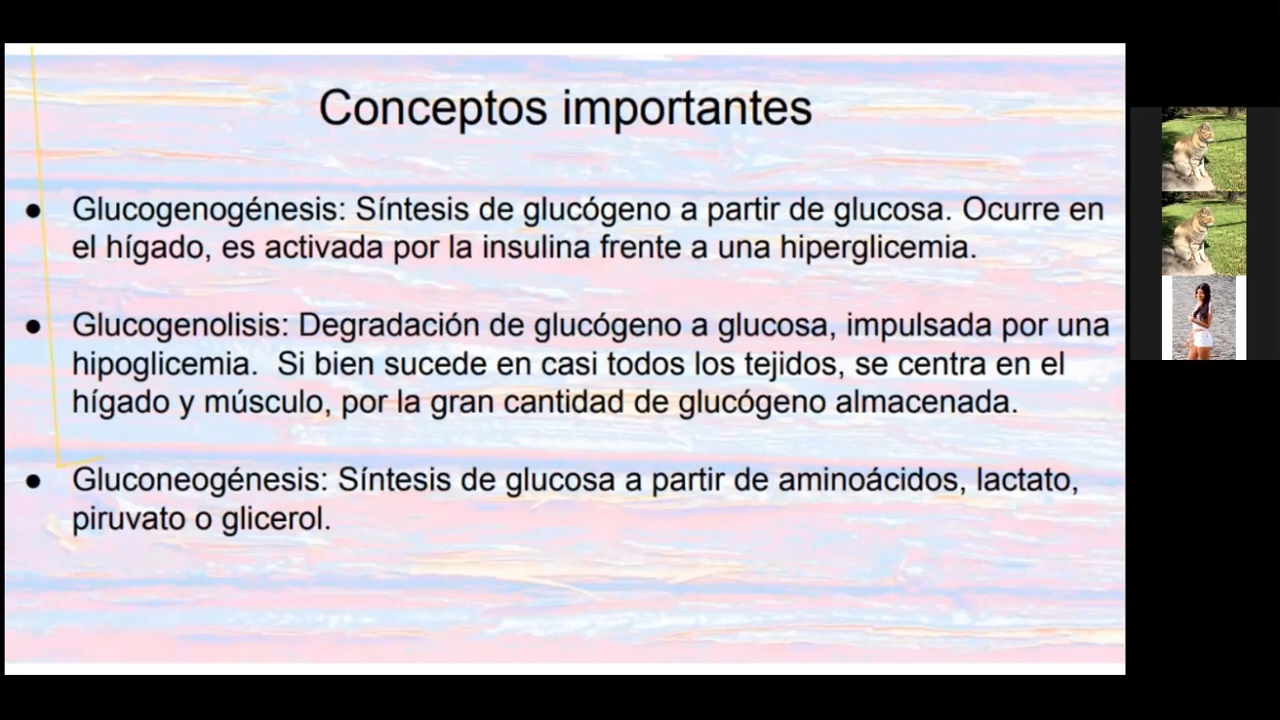 Conceptos importantes
● Glucogenogénesis: Síntesis de glucógeno a partir de glucosa. Ocurre en
el hígado, es activada por la insulina frente a una hiperglicemia.
● Glucogenolisis: Degradación de glucógeno a glucosa, impulsada por una
hipoglicemia.  Si bien sucede en casi todos los tejidos, se centra en el
hígado y músculo, por la gran cantidad de glucógeno almacenada.
● Gluconeogénesis: Síntesis de glucosa a partir de aminoácidos, lactato,
piruvato o glicerol.